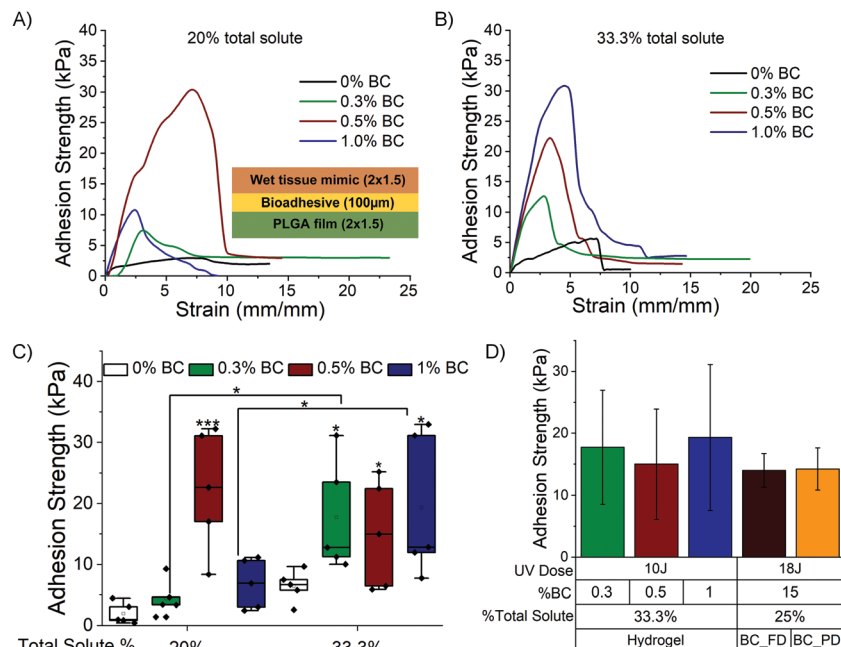 A)
20% total solute
Adhesion Strength (kPa)
40
35
30
25
20
15
10
5
0
0% BC
0.3% BC
0.5% BC
1.0% BC
Wet tissue mimic (2x1.5)
Bioadhesive (100µm)
PLGA film (2x1.5)
0 5 10 15 20 25
Strain (mm/mm)
B)
33.3% total solute
Adhesion Strength (kPa)
40
35
30
25
20
15
10
5
0
0% BC
0.3% BC
0.5% BC
1.0% BC
0 5 10 15 20 25
Strain (mm/mm)
C)
Adhesion Strength (kPa)
40
30
20
10
0
0% BC 0.3% BC 0.5% BC 1% BC
*
*
***
*
*
*
Total Solute % 20% 33.3%
D)
Adhesion Strength (kPa)
30
20
10
0
UV Dose 10J 18J
%BC 0.3 0.5 1 15
%Total Solute 33.3% 25%
Hydrogel BC_FD BC_PD